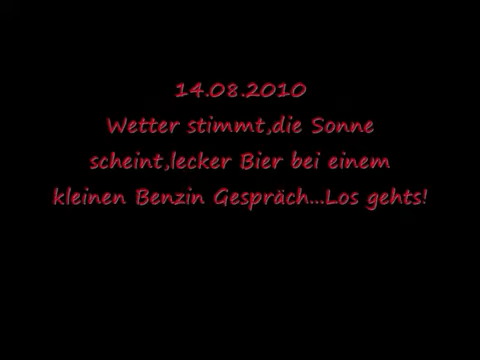 14.08.2010
Wetter stimmt,die Sonne
scheint,lecker Bier bei einem
kleinen Benzin Gespräch...Los gehts!